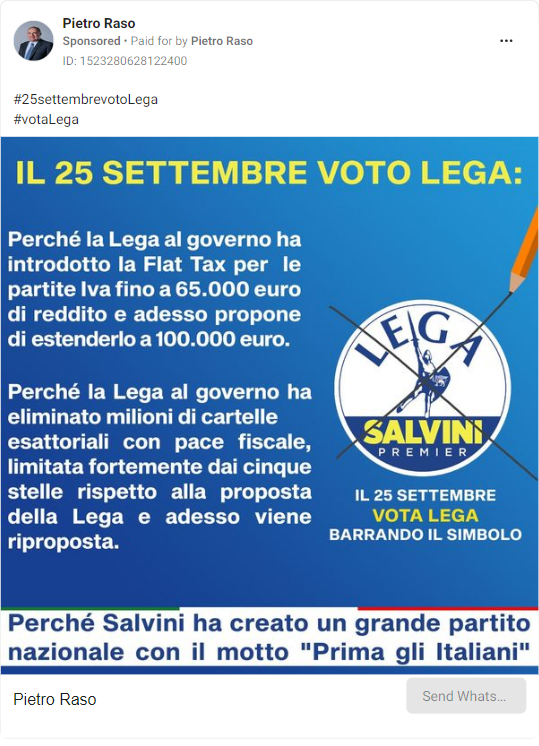 Pietro Raso
Sponsored • Paid for by Pietro Raso
ID: 1523280628122400
#25settembrevotoLega
#votaLega
IL 25 SETTEMBRE VOTO LEGA:
Perché la Lega al governo ha
introdotto la Flat Tax per le
partite Iva fino a 65.000 euro
di reddito e adesso propone
di estenderlo a 100.000 euro.
Perché la Lega al governo ha
eliminato milioni di cartelle
esattoriali con pace fiscale,
limitata fortemente dai cinque
stelle rispetto alla proposta
della Lega e adesso viene
riproposta.
LEGA
SALVINI
PREMIER
IL 25 SETTEMBRE
VOTA LEGA
BARRANDO IL SIMBOLO
Perché Salvini ha creato un grande partito
nazionale con il motto "Prima gli Italiani"
Pietro Raso
Send Whats...